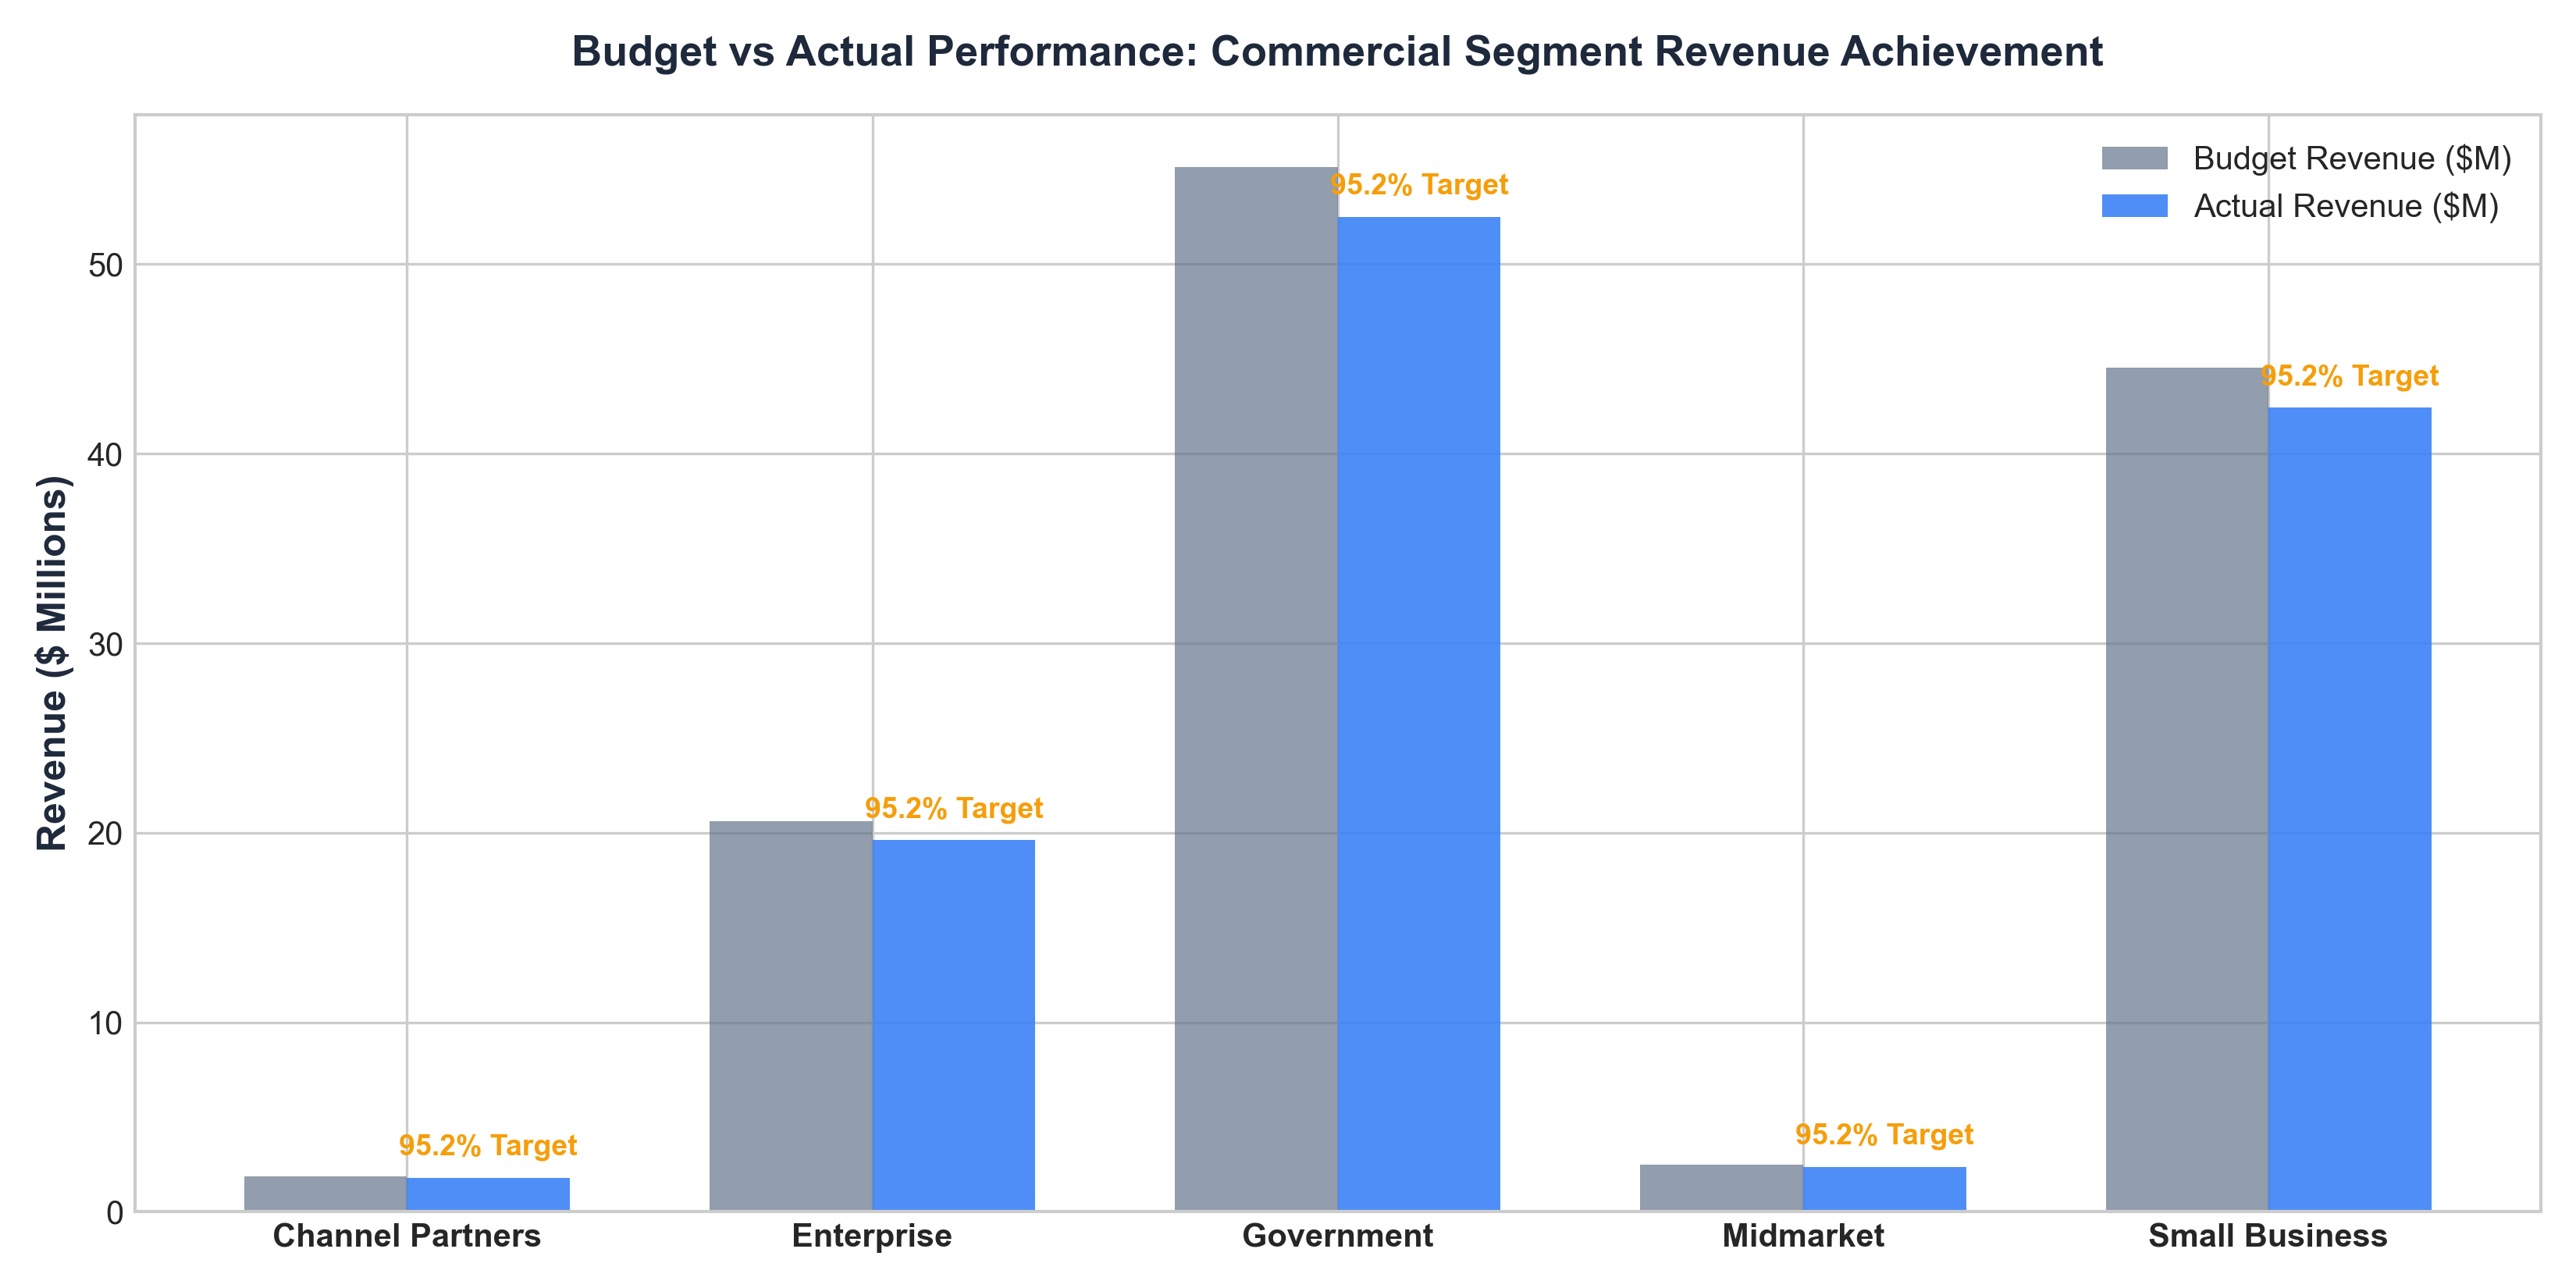 Budget vs Actual Performance: Commercial Segment Revenue Achievement
Budget Revenue ($M)
Actual Revenue ($M)
Revenue ($ Millions)
50
40
30
20
10
0
95.2% Target
95.2% Target
95.2% Target
95.2% Target
95.2% Target
Channel Partners
Enterprise
Government
Midmarket
Small Business